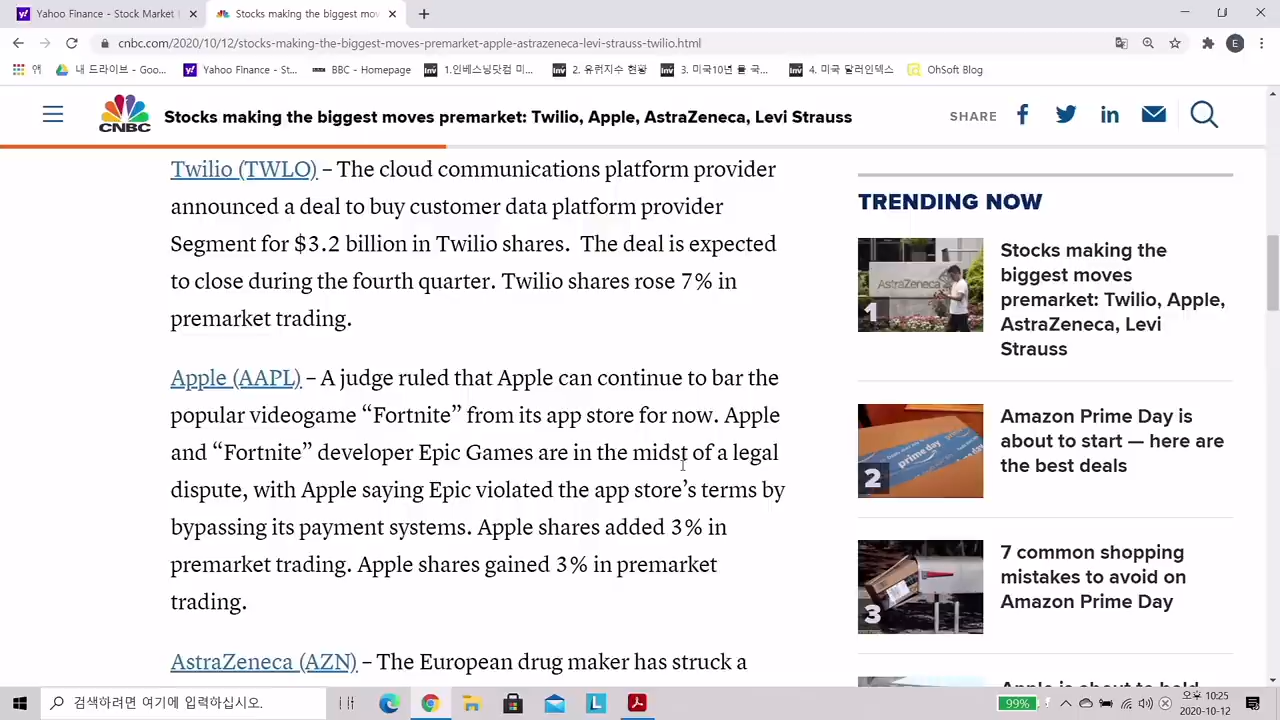 Yahoo Finance - Stock Market
Stocks making the biggest mov
cnbc.com/2020/10/12/stocks-making-the-biggest-moves-premarket-apple-astrazeneca-levi-strauss-twilio.html
E
앱
내 드라이브 - Goo...
Yahoo Finance - St...
BBC - Homepage
1.인베스팅닷컴 미...
2. 유뤄지수 현황
3. 미국10년 물 국...
4. 미국 달러인덱스
OhSoft Blog
CNBC
Stocks making the biggest moves premarket: Twilio, Apple, AstraZeneca, Levi Strauss
SHARE
Twilio (TWLO) – The cloud communications platform provider
announced a deal to buy customer data platform provider
Segment for $3.2 billion in Twilio shares. The deal is expected
to close during the fourth quarter. Twilio shares rose 7% in
premarket trading.
Apple (AAPL) – A judge ruled that Apple can continue to bar the
popular videogame “Fortnite” from its app store for now. Apple
and “Fortnite” developer Epic Games are in the midst of a legal
dispute, with Apple saying Epic violated the app store’s terms by
bypassing its payment systems. Apple shares added 3% in
premarket trading. Apple shares gained 3% in premarket
trading.
AstraZeneca (AZN) – The European drug maker has struck a
TRENDING NOW
AstraZeneca
1
Stocks making the
biggest moves
premarket: Twilio, Apple,
AstraZeneca, Levi
Strauss
prime day
2
Amazon Prime Day is
about to start — here are
the best deals
3
7 common shopping
mistakes to avoid on
Amazon Prime Day
검색하려면 여기에 입력하십시오.
99%
오후 10:25
2020-10-12